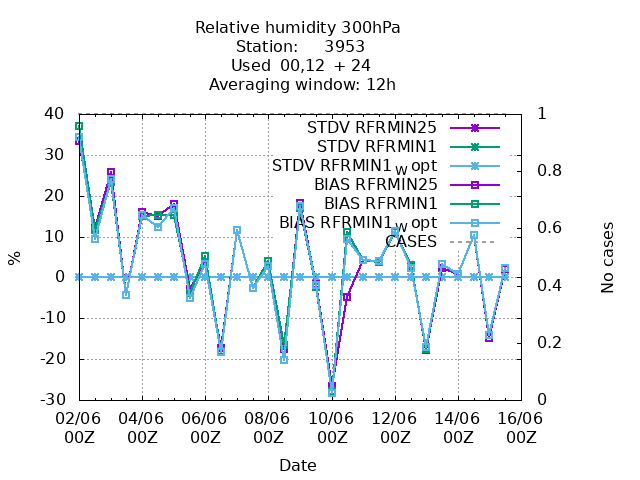 Relative humidity 300hPa
Station: 3953
Used 00,12 + 24
Averaging window: 12h
40 1
STDV RFRMIN25
STDV RFRMIN1
30
STDV RFRMIN1w opt
0.8
BIAS RFRMIN25
20
BIAS RFRMIN1
BIAS RFRMIN1w opt
0.6
10
CASES
%
No cases
0
0.4
-10
0.2
-20
-30 0
02/06 04/06 06/06 08/06 10/06 12/06 14/06 16/06
00Z 00Z 00Z 00Z 00Z 00Z 00Z 00Z
Date